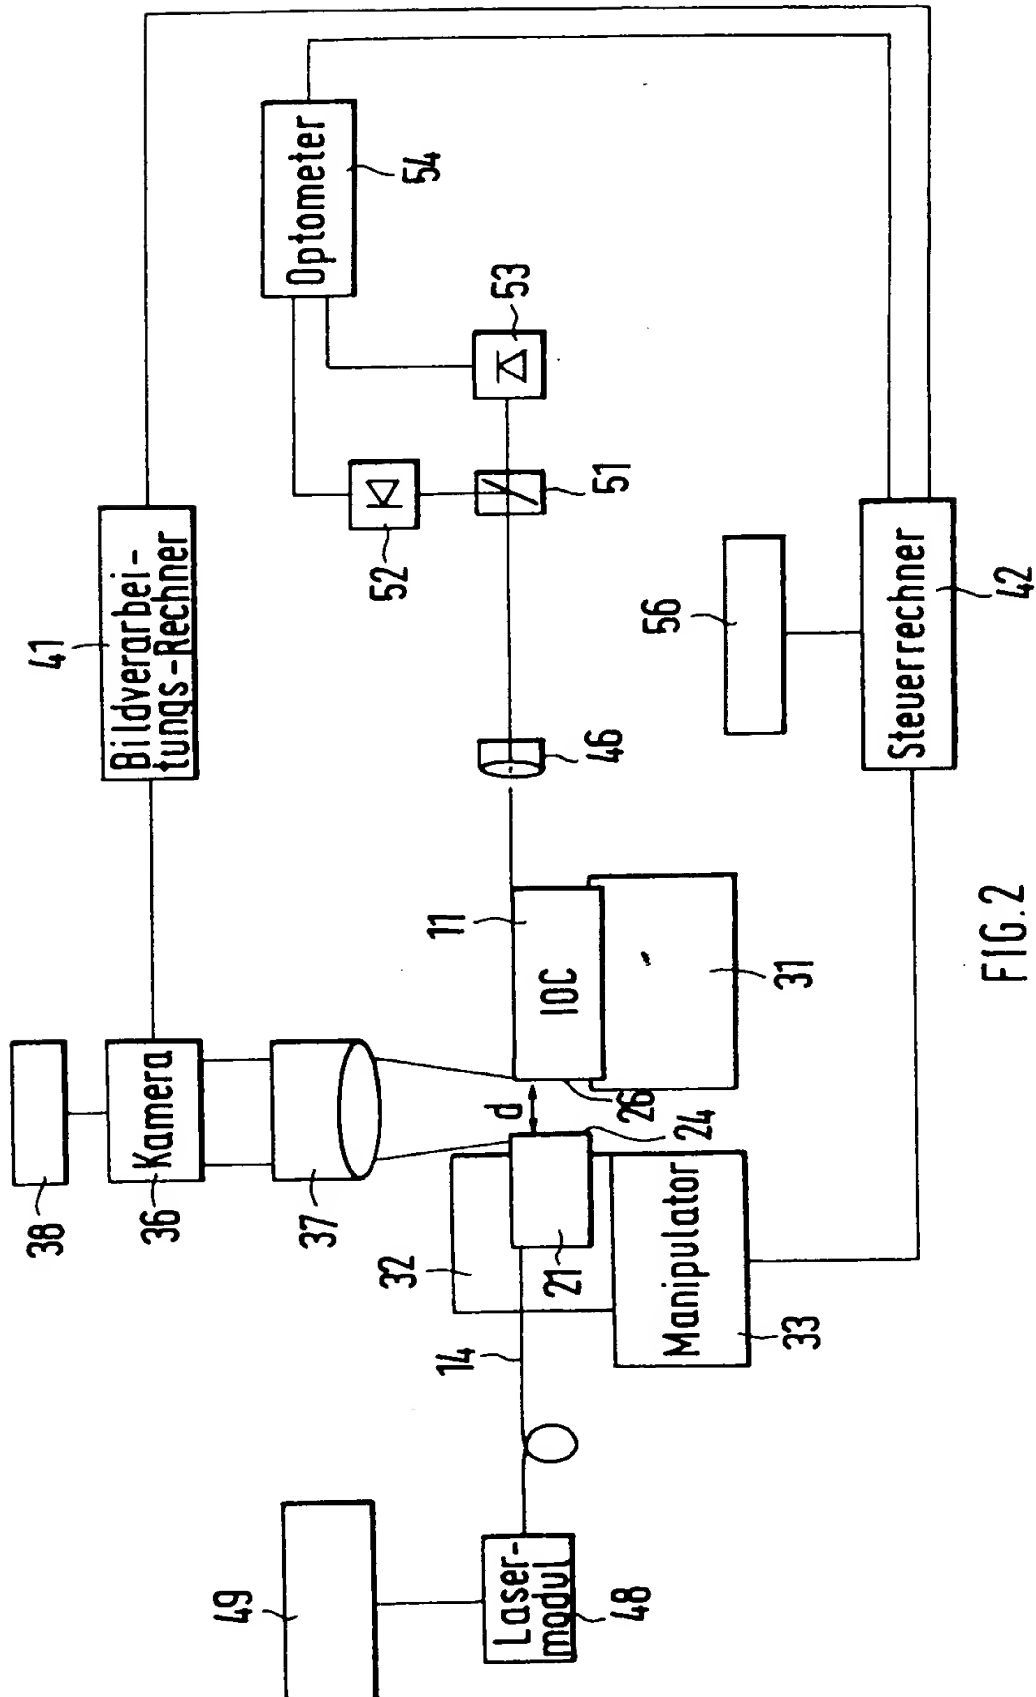 38
36
Kamera
37
41
Bildverarbei-
tungs-Rechner
Optometer
54
52
53
51
46
49
Laser-
modul
48
14
32
21
d
24
26
11
IOC
31
Manipulator
33
56
Steuerrechner
42
FIG.2